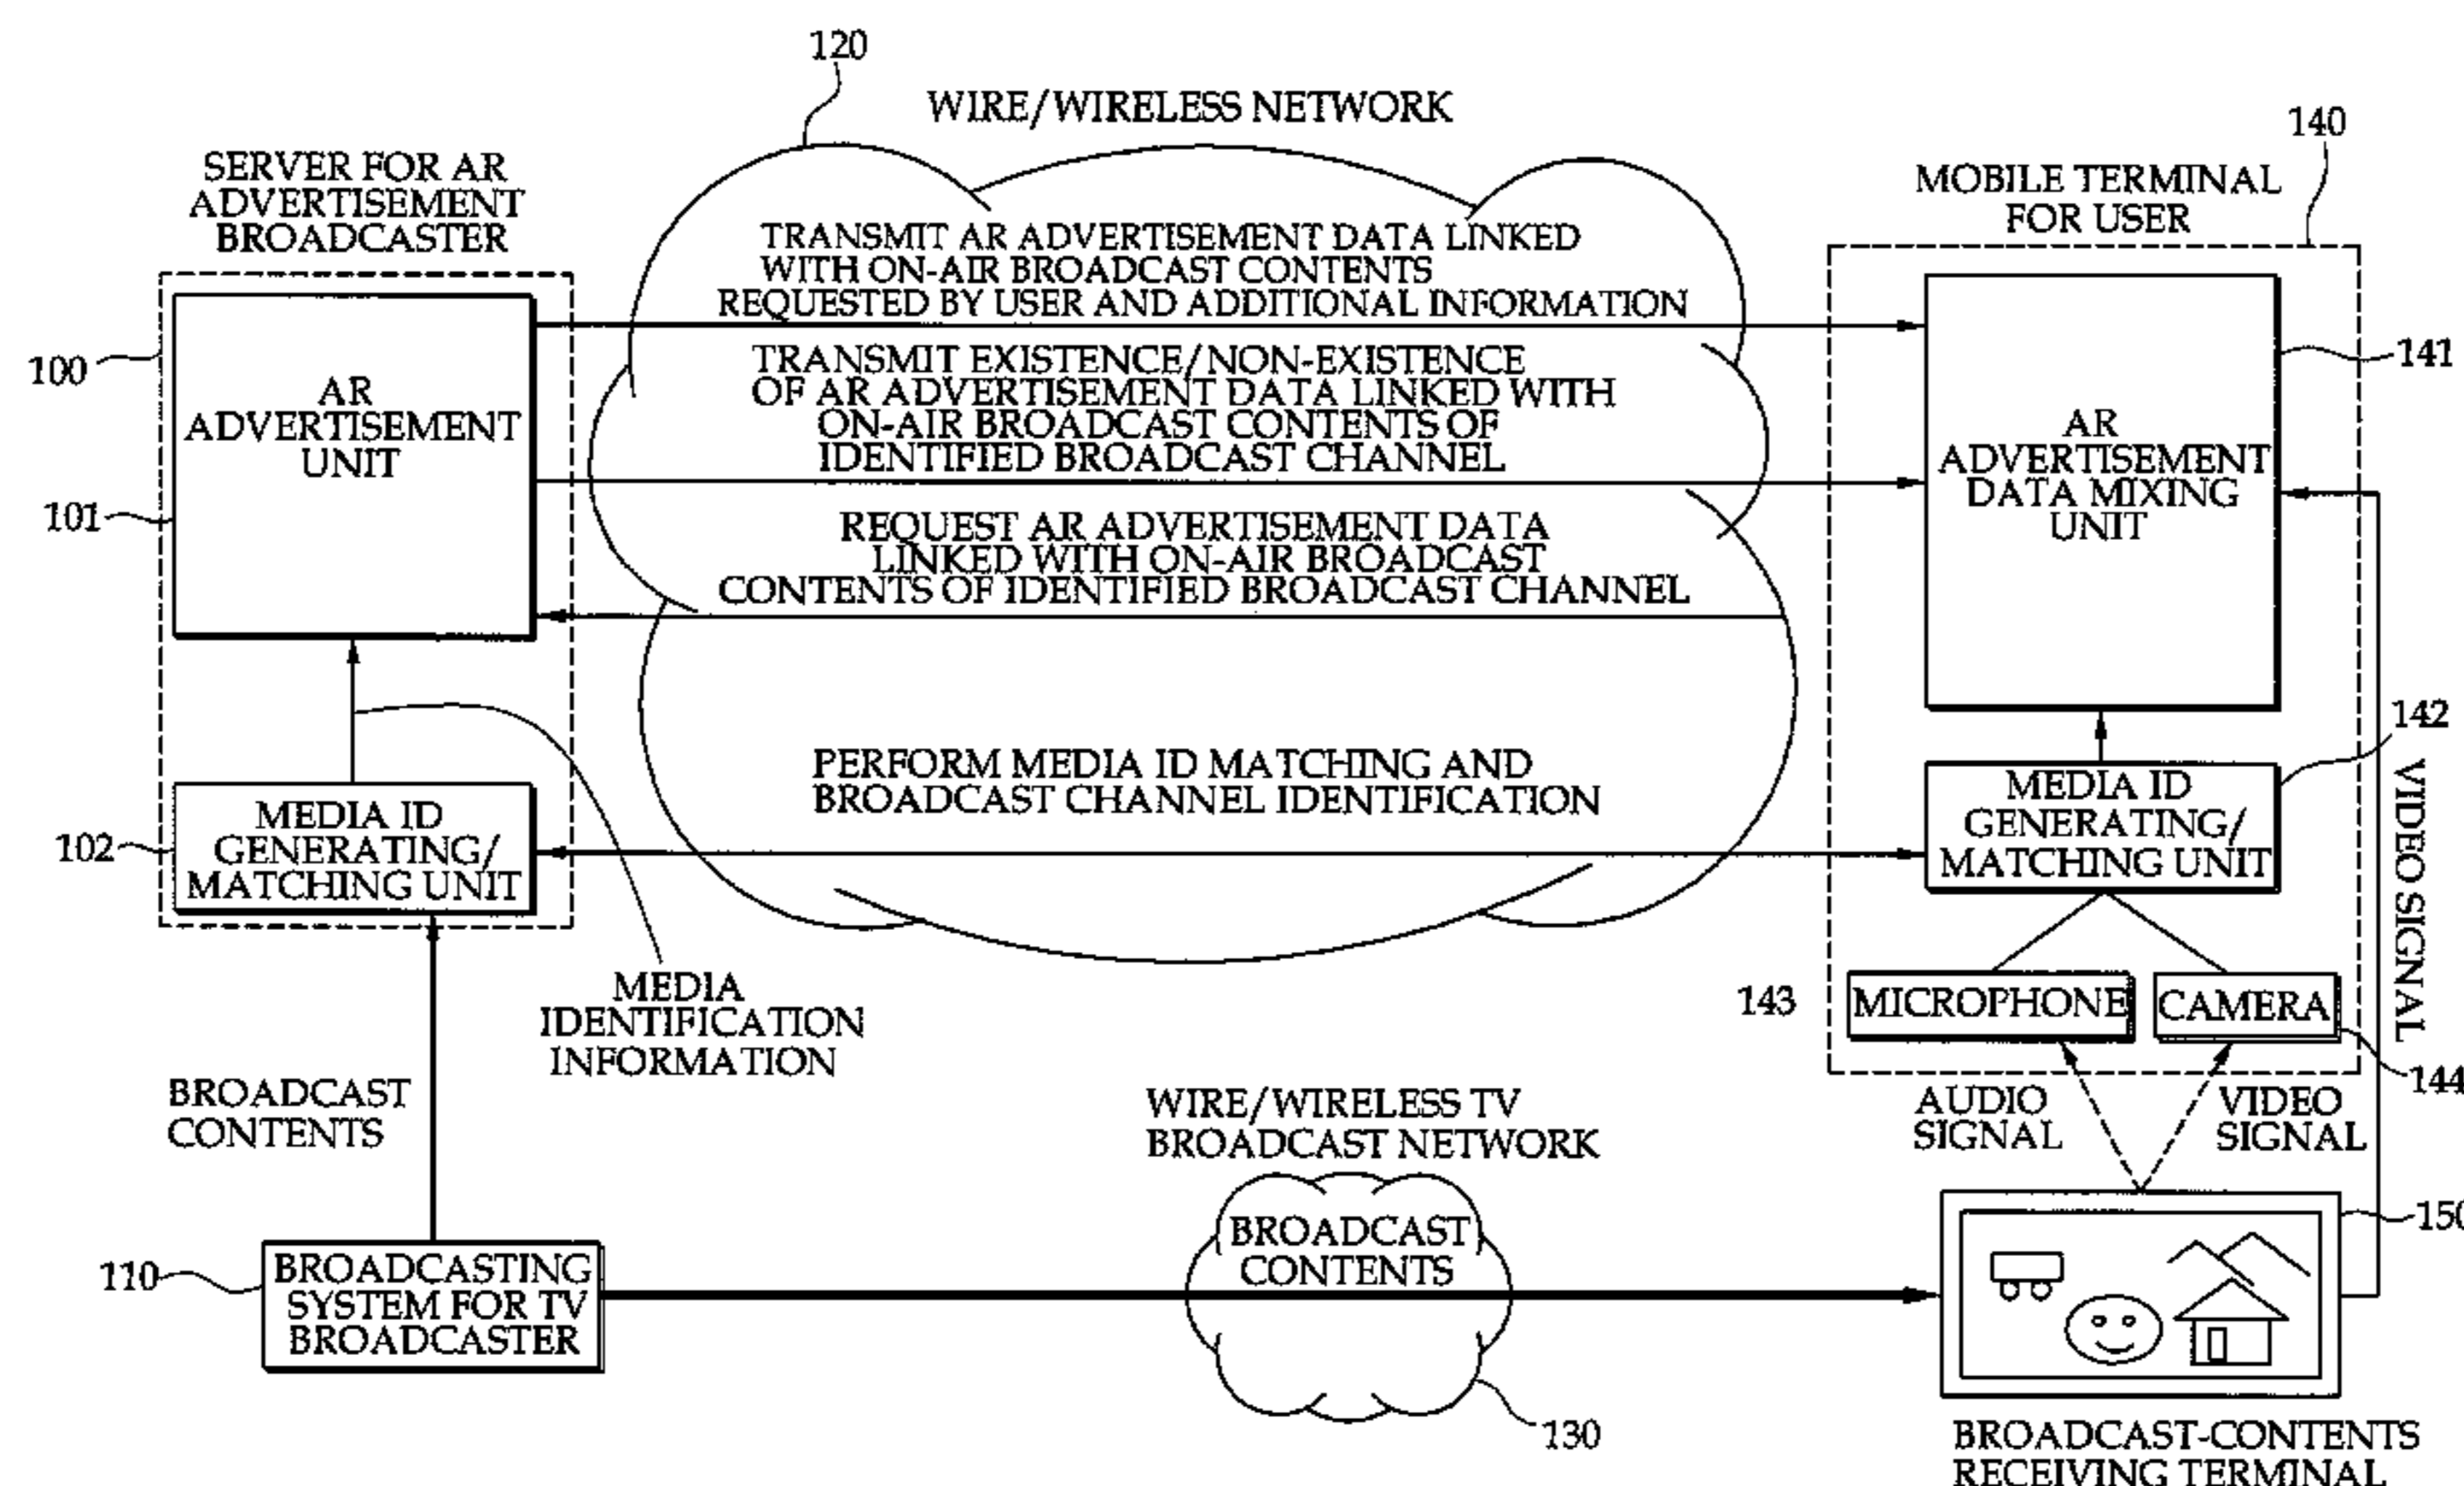 120
WIRE/WIRELESS NETWORK
140
SERVER FOR AR
ADVERTISEMENT
BROADCASTER
MOBILE TERMINAL
FOR USER
TRANSMIT AR ADVERTISEMENT DATA LINKED
WITH ON-AIR BROADCAST CONTENTS
REQUESTED BY USER AND ADDITIONAL INFORMATION
100
AR
ADVERTISEMENT
UNIT
101
TRANSMIT EXISTENCE/NON-EXISTENCE
OF AR ADVERTISEMENT DATA LINKED WITH
ON-AIR BROADCAST CONTENTS OF
IDENTIFIED BROADCAST CHANNEL
141
AR
ADVERTISEMENT
DATA MIXING
UNIT
REQUEST AR ADVERTISEMENT DATA
LINKED WITH ON-AIR BROADCAST
CONTENTS OF IDENTIFIED BROADCAST CHANNEL
142
PERFORM MEDIA ID MATCHING AND
BROADCAST CHANNEL IDENTIFICATION
102
MEDIA ID
GENERATING/
MATCHING UNIT
MEDIA ID
GENERATING/
MATCHING UNIT
VIDEO SIGNAL
MEDIA
IDENTIFICATION
INFORMATION
143
MICROPHONE
CAMERA
144
BROADCAST
CONTENTS
WIRE/WIRELESS TV
BROADCAST NETWORK
AUDIO
SIGNAL
VIDEO
SIGNAL
110
BROADCASTING
SYSTEM FOR TV
BROADCASTER
BROADCAST
CONTENTS
150
130
BROADCAST-CONTENTS
RECEIVING TERMINAL